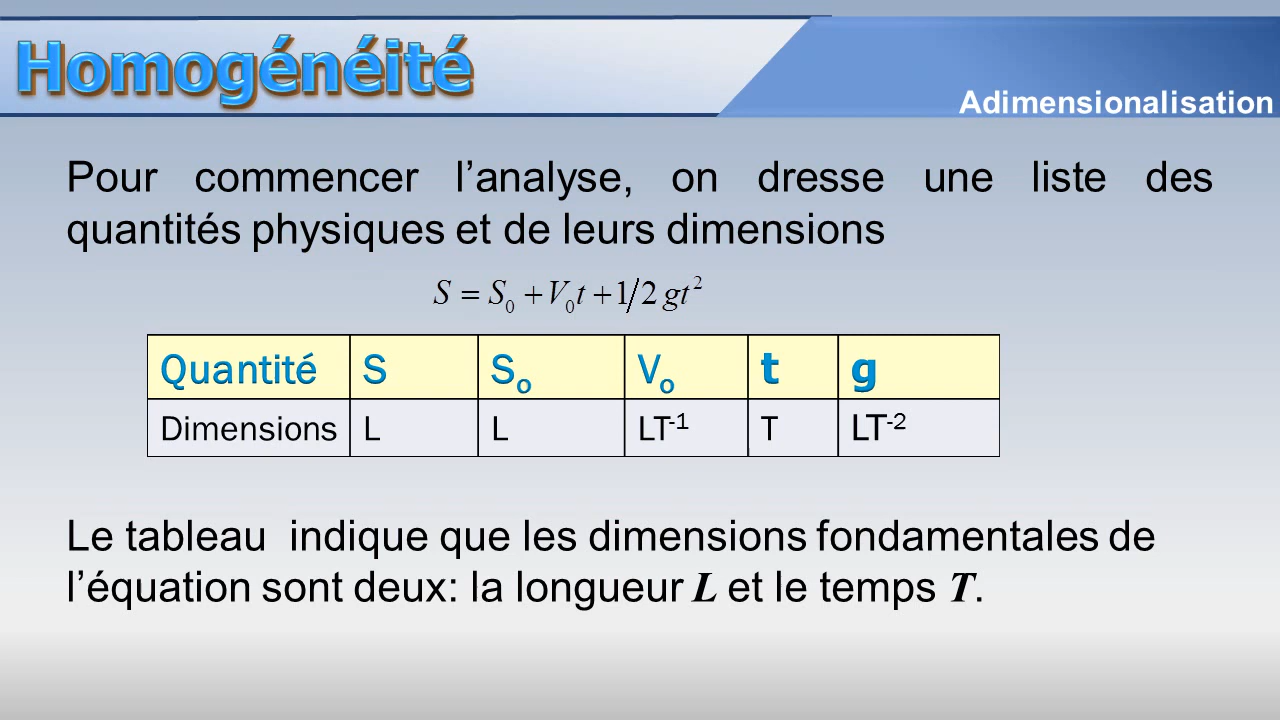 Homogénéité
Adimensionalisation
Pour commencer l’analyse, on dresse une liste des
quantités physiques et de leurs dimensions
S = S₀ + V₀t + 1/2 gt²
Quantité S Sₒ Vₒ t g
Dimensions L L LT⁻¹ T LT⁻²
Le tableau indique que les dimensions fondamentales de
l’équation sont deux: la longueur L et le temps T.